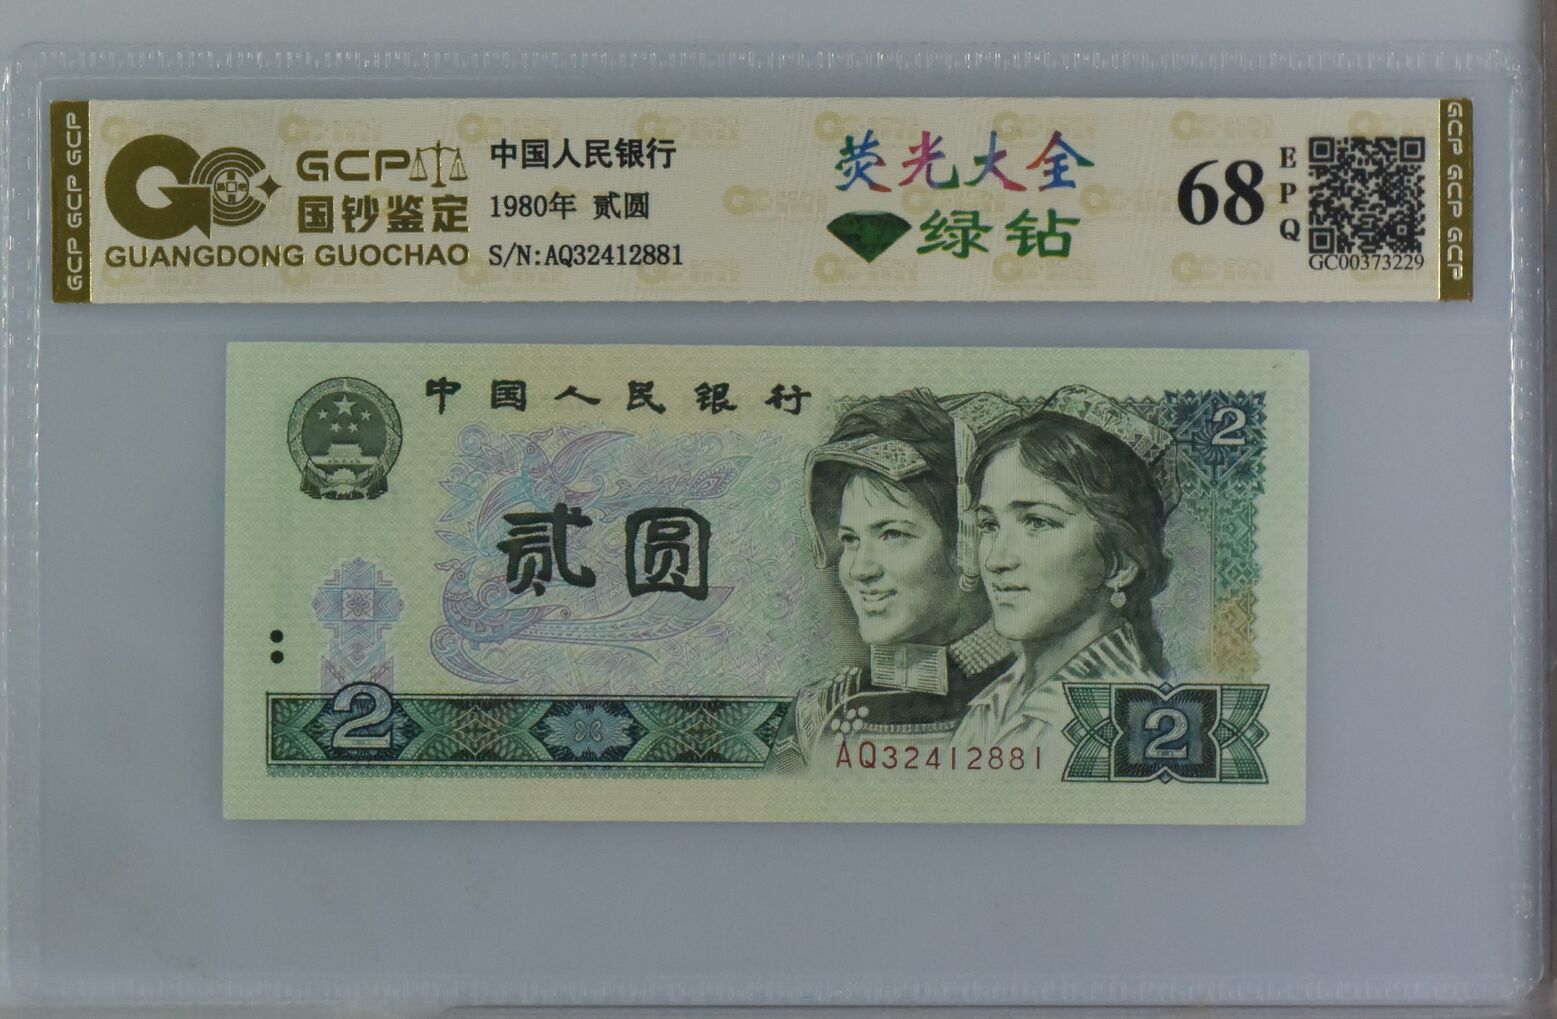 GCP GCP GCP
GCP
国钞鉴定
GUANGDONG GUOCHAO
中国人民银行
1980年 贰圆
S/N:AQ32412881
荧光大全
绿钻
68
EPQ
GC00373229
GCP GCP GCP
中国人民银行
2
贰圆
2
AQ32412881
2